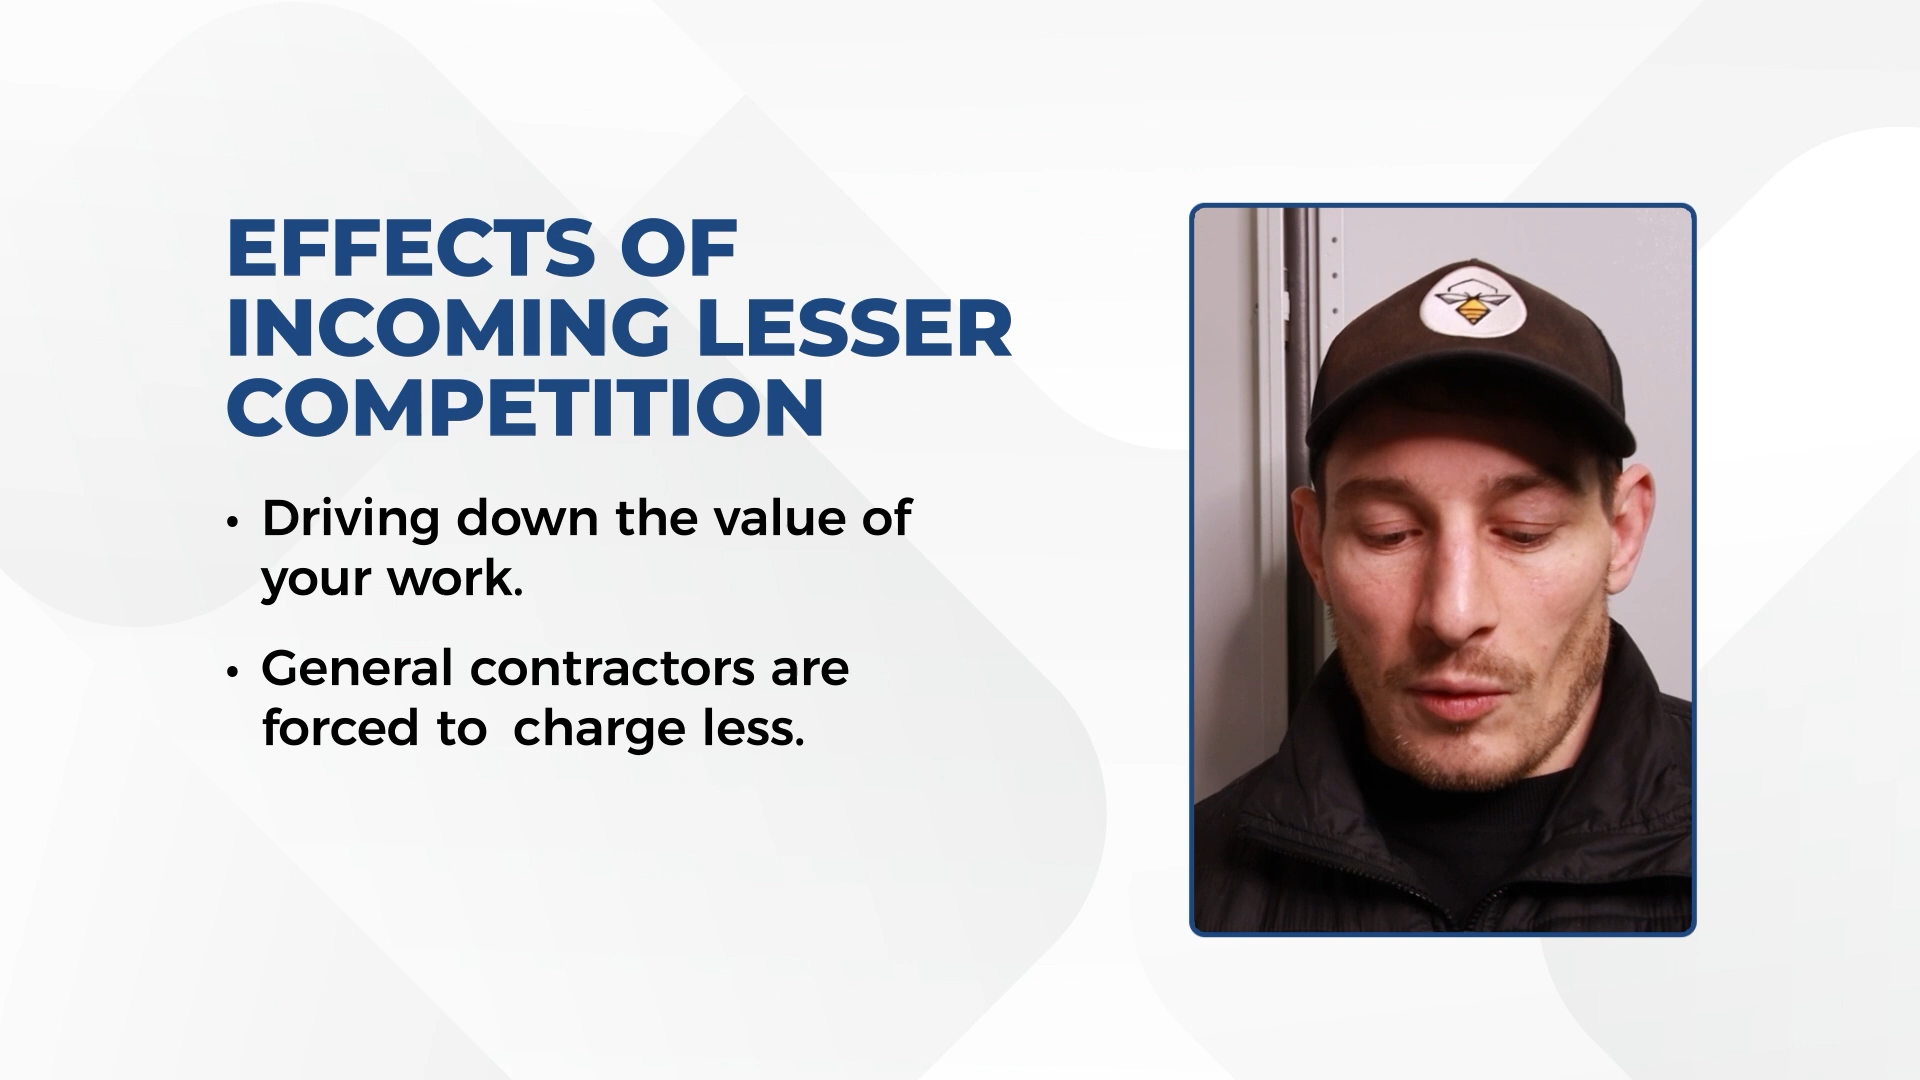 EFFECTS OF
INCOMING LESSER
COMPETITION
• Driving down the value of
your work.
• General contractors are
forced to  charge less.